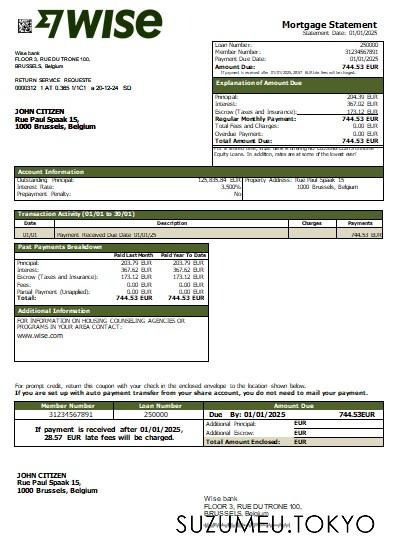 WISE
Mortgage Statement
Statement Date: 01/01/2025
Loan Number: 250000
Member Number: 31234567891
Payment Due Date: 01/01/2025
Amount Due: 744.53 EUR
If payment is received after 01/01/2025, 28.57 EUR late fees will be charged.
Wise bank
FLOOR 3, RUE DU TRONE 100,
BRUSSELS, Belgium
RETURN SERVICE REQUESTE
0000312 1 AT 0.365 1/1C1 a 20-12-24 SD
JOHN CITIZEN
Rue Paul Spaak 15,
1000 Brussels, Belgium
Explanation of Amount Due
Principal: 204.39 EUR
Interest: 367.02 EUR
Escrow (Taxes and Insurance): 173.12 EUR
Regular Monthly Payment: 744.53 EUR
Total Fees and Charges: 0.00 EUR
Overdue Payment: 0.00 EUR
Total Amount Due: 744.53 EUR
Equity Loans. In addition, rates are at some of the lowest ever!
Account Information
Outstanding Principal: 125,835.84 EUR
Interest Rate: 3.500%
Prepayment Penalty: No
Property Address: Rue Paul Spaak 15
1000 Brussels, Belgium
Transaction Activity (01/01 to 30/01)
Date Description Charges Payments
01/01 Payment Received Due Date 01/01/25 744.53 EUR
Past Payments Breakdown
Paid Last Month Paid Year To Date
Principal: 203.79 EUR 203.79 EUR
Interest: 367.62 EUR 367.62 EUR
Escrow (Taxes and Insurance): 173.12 EUR 173.12 EUR
Fees: 0.00 EUR 0.00 EUR
Partial Payment (Unapplied): 0.00 EUR 0.00 EUR
Total: 744.53 EUR 744.53 EUR
Additional Information
FOR INFORMATION ON HOUSING COUNSELING AGENCIES OR
PROGRAMS IN YOUR AREA CONTACT:
www.wise.com
For prompt credit, return this coupon with your check in the enclosed envelope to the location shown below.
If you are set up with auto payment transfer from your share account, you do not need to mail your payment.
Member Number Loan Number Amount Due
31234567891 250000 Due By: 01/01/2025 744.53EUR
If payment is received after 01/01/2025,
28.57 EUR late fees will be charged.
Additional Principal: EUR
Additional Escrow: EUR
Total Amount Enclosed: EUR
JOHN CITIZEN
Rue Paul Spaak 15,
1000 Brussels, Belgium
Wise bank
FLOOR 3, RUE DU TRONE 100,
BRUSSELS, Belgium
SUZUMEU.TOKYO